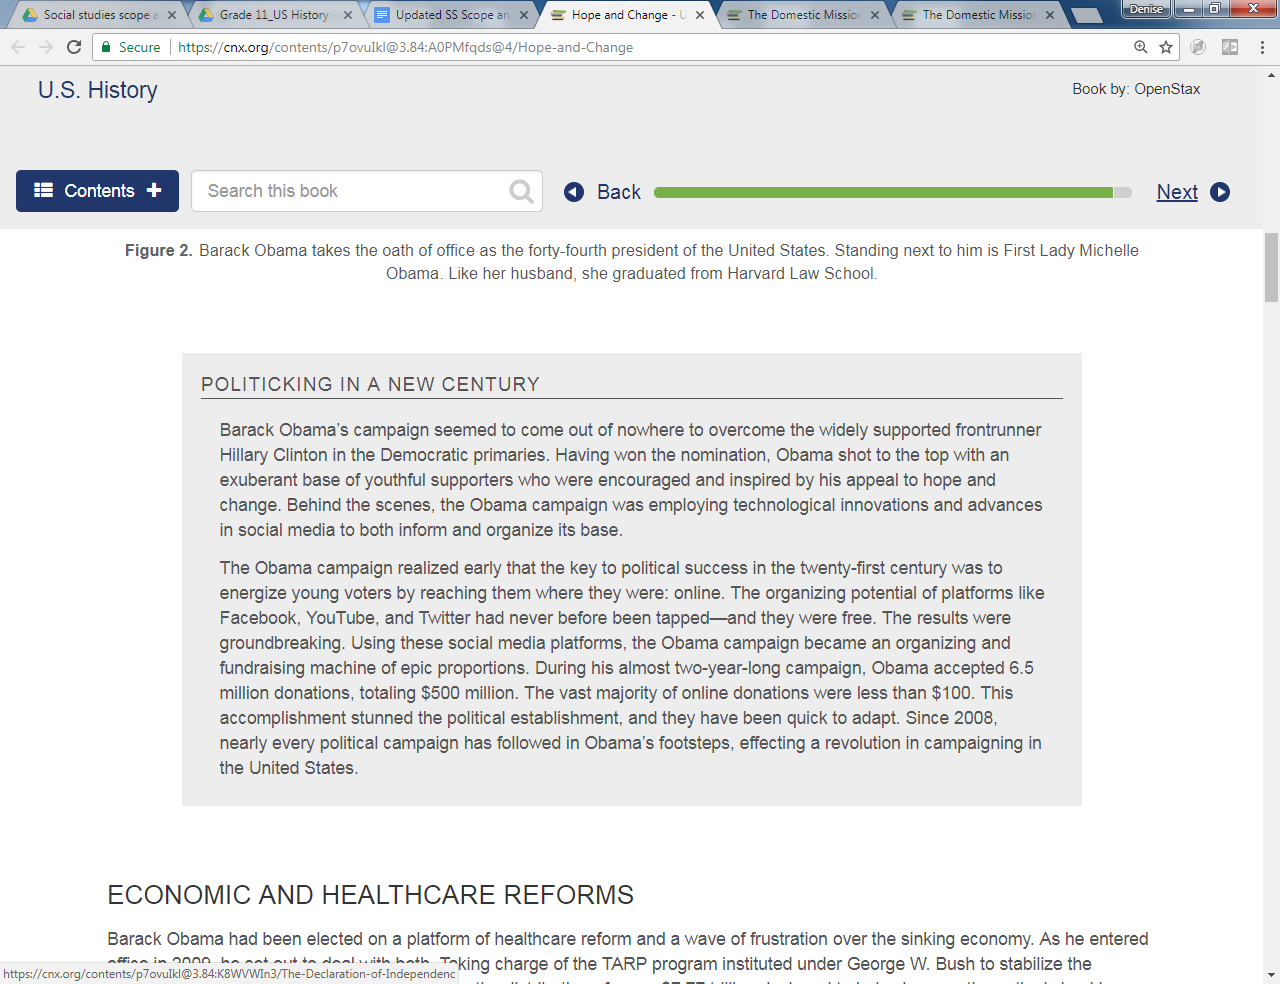 Social studies scope a
Grade 11_US History
Updated SS Scope an
Hope and Change - U
The Domestic Mission
The Domestic Mission
Denise
Secure
https://cnx.org/contents/p7ovuIkl@3.84:A0PMfqds@4/Hope-and-Change
U.S. History
Book by: OpenStax
Contents
Search this book
Back
Next
Figure 2. Barack Obama takes the oath of office as the forty-fourth president of the United States. Standing next to him is First Lady Michelle
Obama. Like her husband, she graduated from Harvard Law School.
POLITICKING IN A NEW CENTURY
Barack Obama’s campaign seemed to come out of nowhere to overcome the widely supported frontrunner
Hillary Clinton in the Democratic primaries. Having won the nomination, Obama shot to the top with an
exuberant base of youthful supporters who were encouraged and inspired by his appeal to hope and
change. Behind the scenes, the Obama campaign was employing technological innovations and advances
in social media to both inform and organize its base.
The Obama campaign realized early that the key to political success in the twenty-first century was to
energize young voters by reaching them where they were: online. The organizing potential of platforms like
Facebook, YouTube, and Twitter had never before been tapped—and they were free. The results were
groundbreaking. Using these social media platforms, the Obama campaign became an organizing and
fundraising machine of epic proportions. During his almost two-year-long campaign, Obama accepted 6.5
million donations, totaling $500 million. The vast majority of online donations were less than $100. This
accomplishment stunned the political establishment, and they have been quick to adapt. Since 2008,
nearly every political campaign has followed in Obama’s footsteps, effecting a revolution in campaigning in
the United States.
ECONOMIC AND HEALTHCARE REFORMS
Barack Obama had been elected on a platform of healthcare reform and a wave of frustration over the sinking economy. As he entered
office in 2009, he set out to deal with both. Taking charge of the TARP program instituted under George W. Bush to stabilize the
https://cnx.org/contents/p7ovuIkl@3.84:K8WVWIn3/The-Declaration-of-Independenc